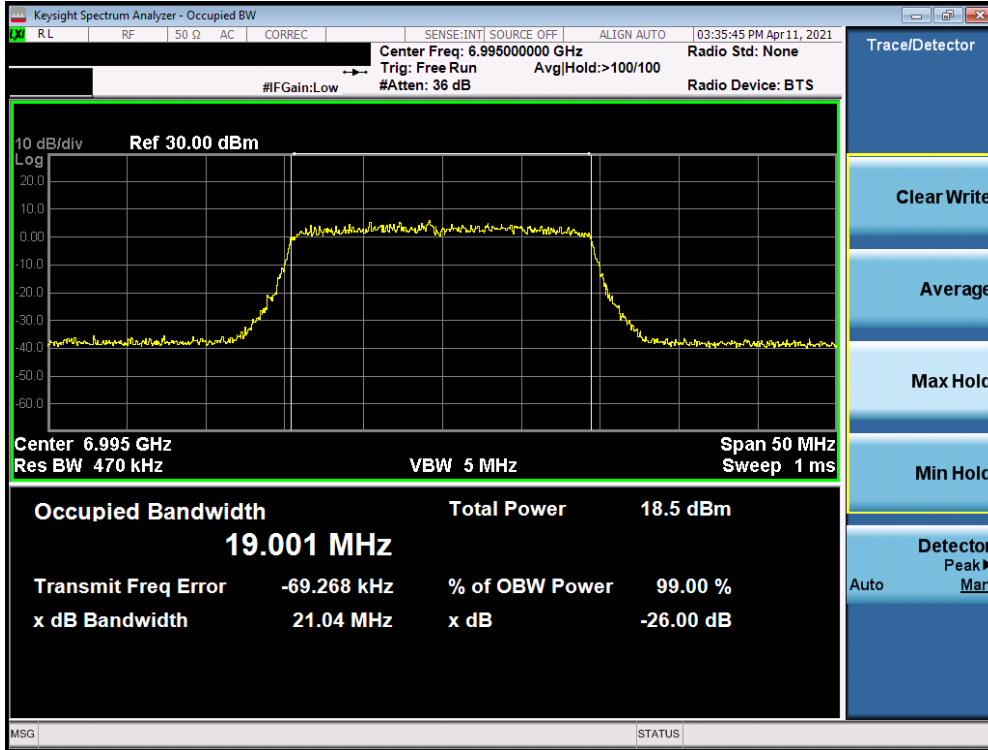 Keysight Spectrum Analyzer - Occupied BW
LXI RL RF 50 Ω AC CORREC SENSE:INT SOURCE OFF ALIGN AUTO 03:35:45 PM Apr 11, 2021
Center Freq: 6.995000000 GHz Radio Std: None
Trig: Free Run Avg|Hold:>100/100
#IFGain:Low #Atten: 36 dB Radio Device: BTS
10 dB/div Ref 30.00 dBm
Log
20.0
10.0
0.00
-10.0
-20.0
-30.0
-40.0
-50.0
-60.0
Center 6.995 GHz Span 50 MHz
Res BW 470 kHz VBW 5 MHz Sweep 1 ms
Occupied Bandwidth Total Power 18.5 dBm
19.001 MHz
Transmit Freq Error -69.268 kHz % of OBW Power 99.00 %
x dB Bandwidth 21.04 MHz x dB -26.00 dB
MSG STATUS
Trace/Detector
Clear Write
Average
Max Hold
Min Hold
Detector
Peak▶
Auto Man